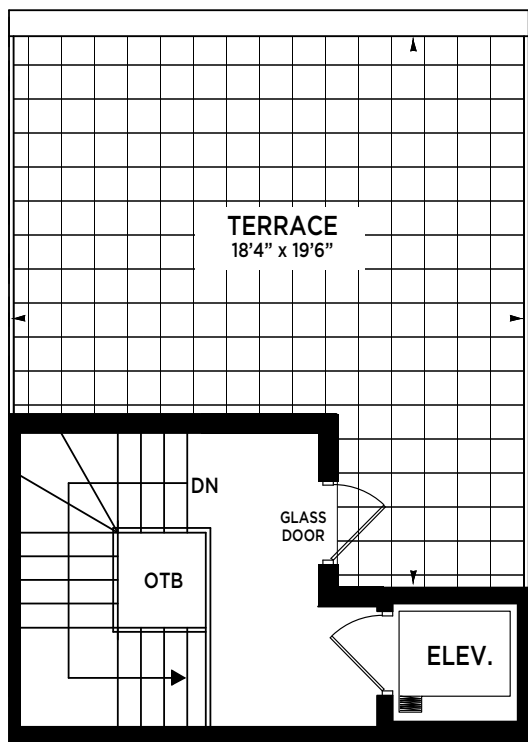 TERRACE
18’4” x 19’6”
DN
GLASS
DOOR
OTB
ELEV.